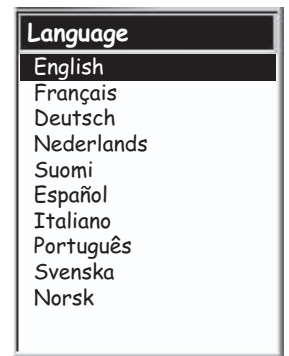 Language
English
Français
Deutsch
Nederlands
Suomi
Español
Italiano
Português
Svenska
Norsk